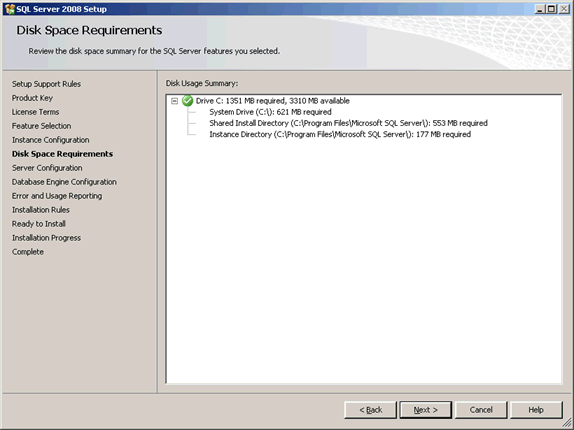 SQL Server 2008 Setup
Disk Space Requirements
Review the disk space summary for the SQL Server features you selected.
Setup Support Rules
Product Key
License Terms
Feature Selection
Instance Configuration
Disk Space Requirements
Server Configuration
Database Engine Configuration
Error and Usage Reporting
Installation Rules
Ready to Install
Installation Progress
Complete
Disk Usage Summary:
Drive C: 1351 MB required, 3310 MB available
System Drive (C:\): 621 MB required
Shared Install Directory (C:\Program Files\Microsoft SQL Server\): 553 MB required
Instance Directory (C:\Program Files\Microsoft SQL Server\): 177 MB required
< Back
Next >
Cancel
Help